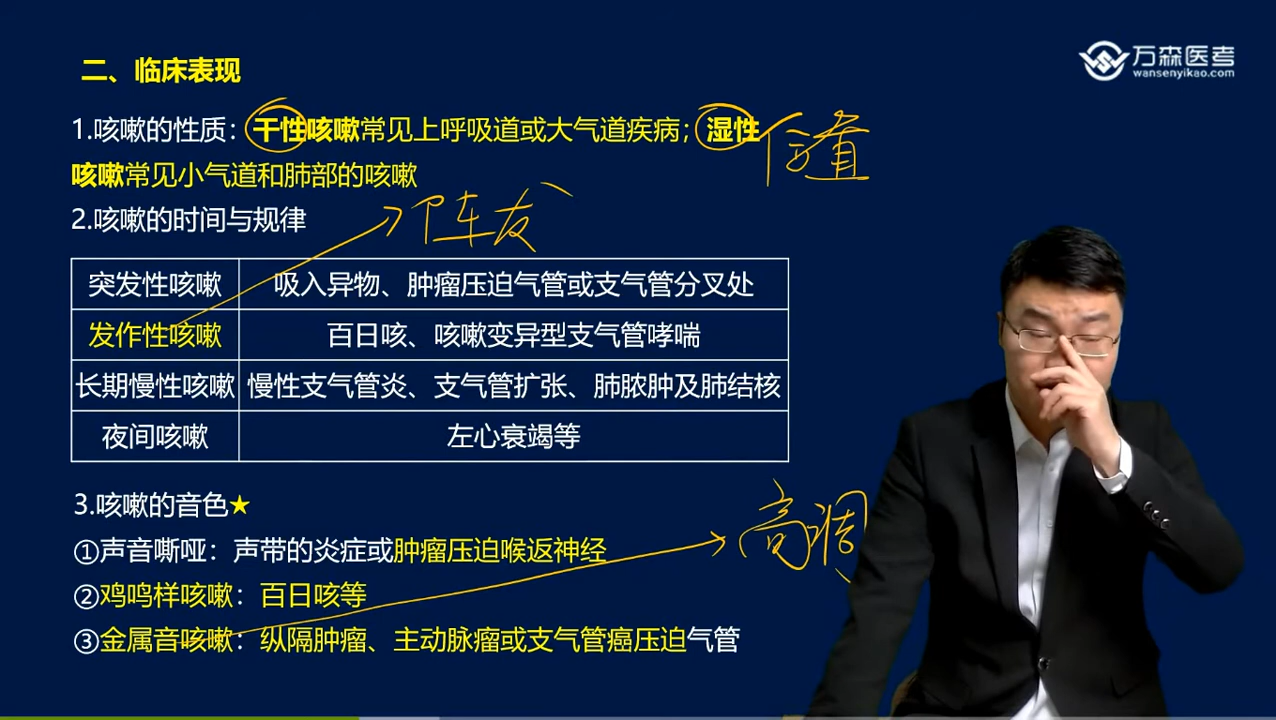 二、临床表现
万森医考
wansenyikao.com
1.咳嗽的性质：干性咳嗽常见上呼吸道或大气道疾病；湿性
咳嗽常见小气道和肺部的咳嗽
2.咳嗽的时间与规律
突发性咳嗽 吸入异物、肿瘤压迫气管或支气管分叉处
发作性咳嗽 百日咳、咳嗽变异型支气管哮喘
长期慢性咳嗽 慢性支气管炎、支气管扩张、肺脓肿及肺结核
夜间咳嗽 左心衰竭等
3.咳嗽的音色★
①声音嘶哑：声带的炎症或肿瘤压迫喉返神经
高调
②鸡鸣样咳嗽：百日咳等
③金属音咳嗽：纵隔肿瘤、主动脉瘤或支气管癌压迫气管